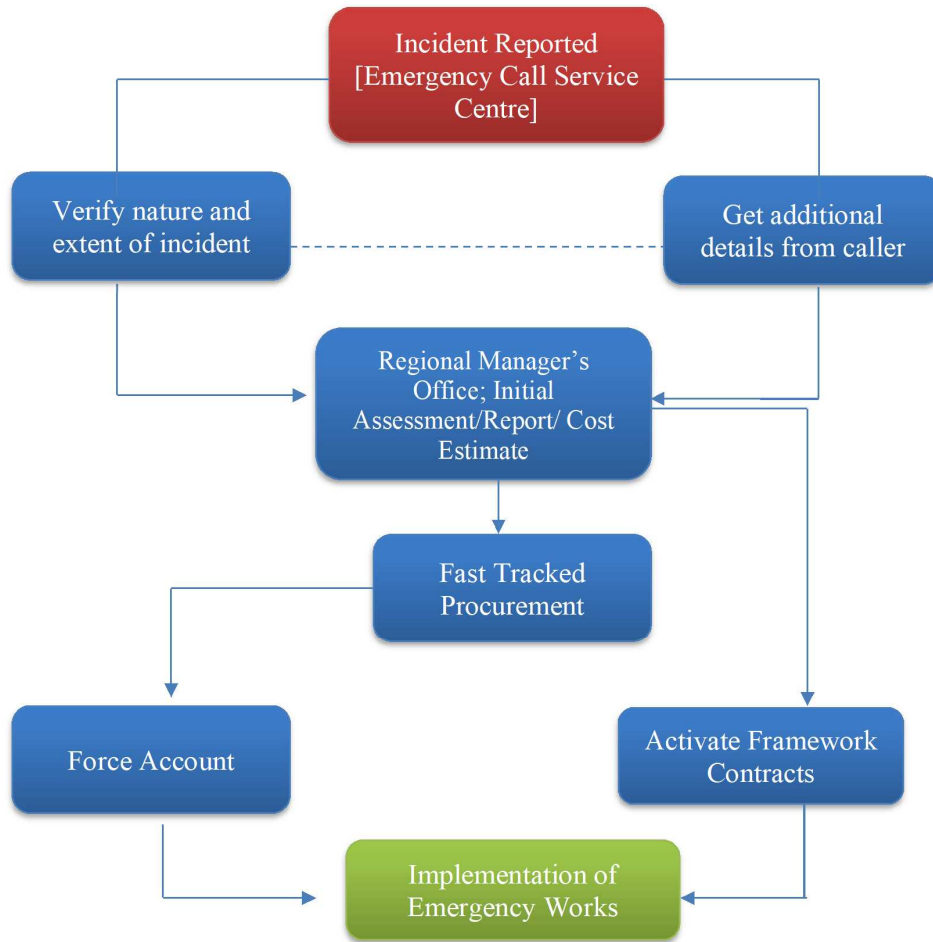 Incident Reported
[Emergency Call Service
Centre]
Verify nature and
extent of incident
Get additional
details from caller
Regional Manager’s
Office; Initial
Assessment/Report/ Cost
Estimate
Fast Tracked
Procurement
Force Account
Activate Framework
Contracts
Implementation of
Emergency Works